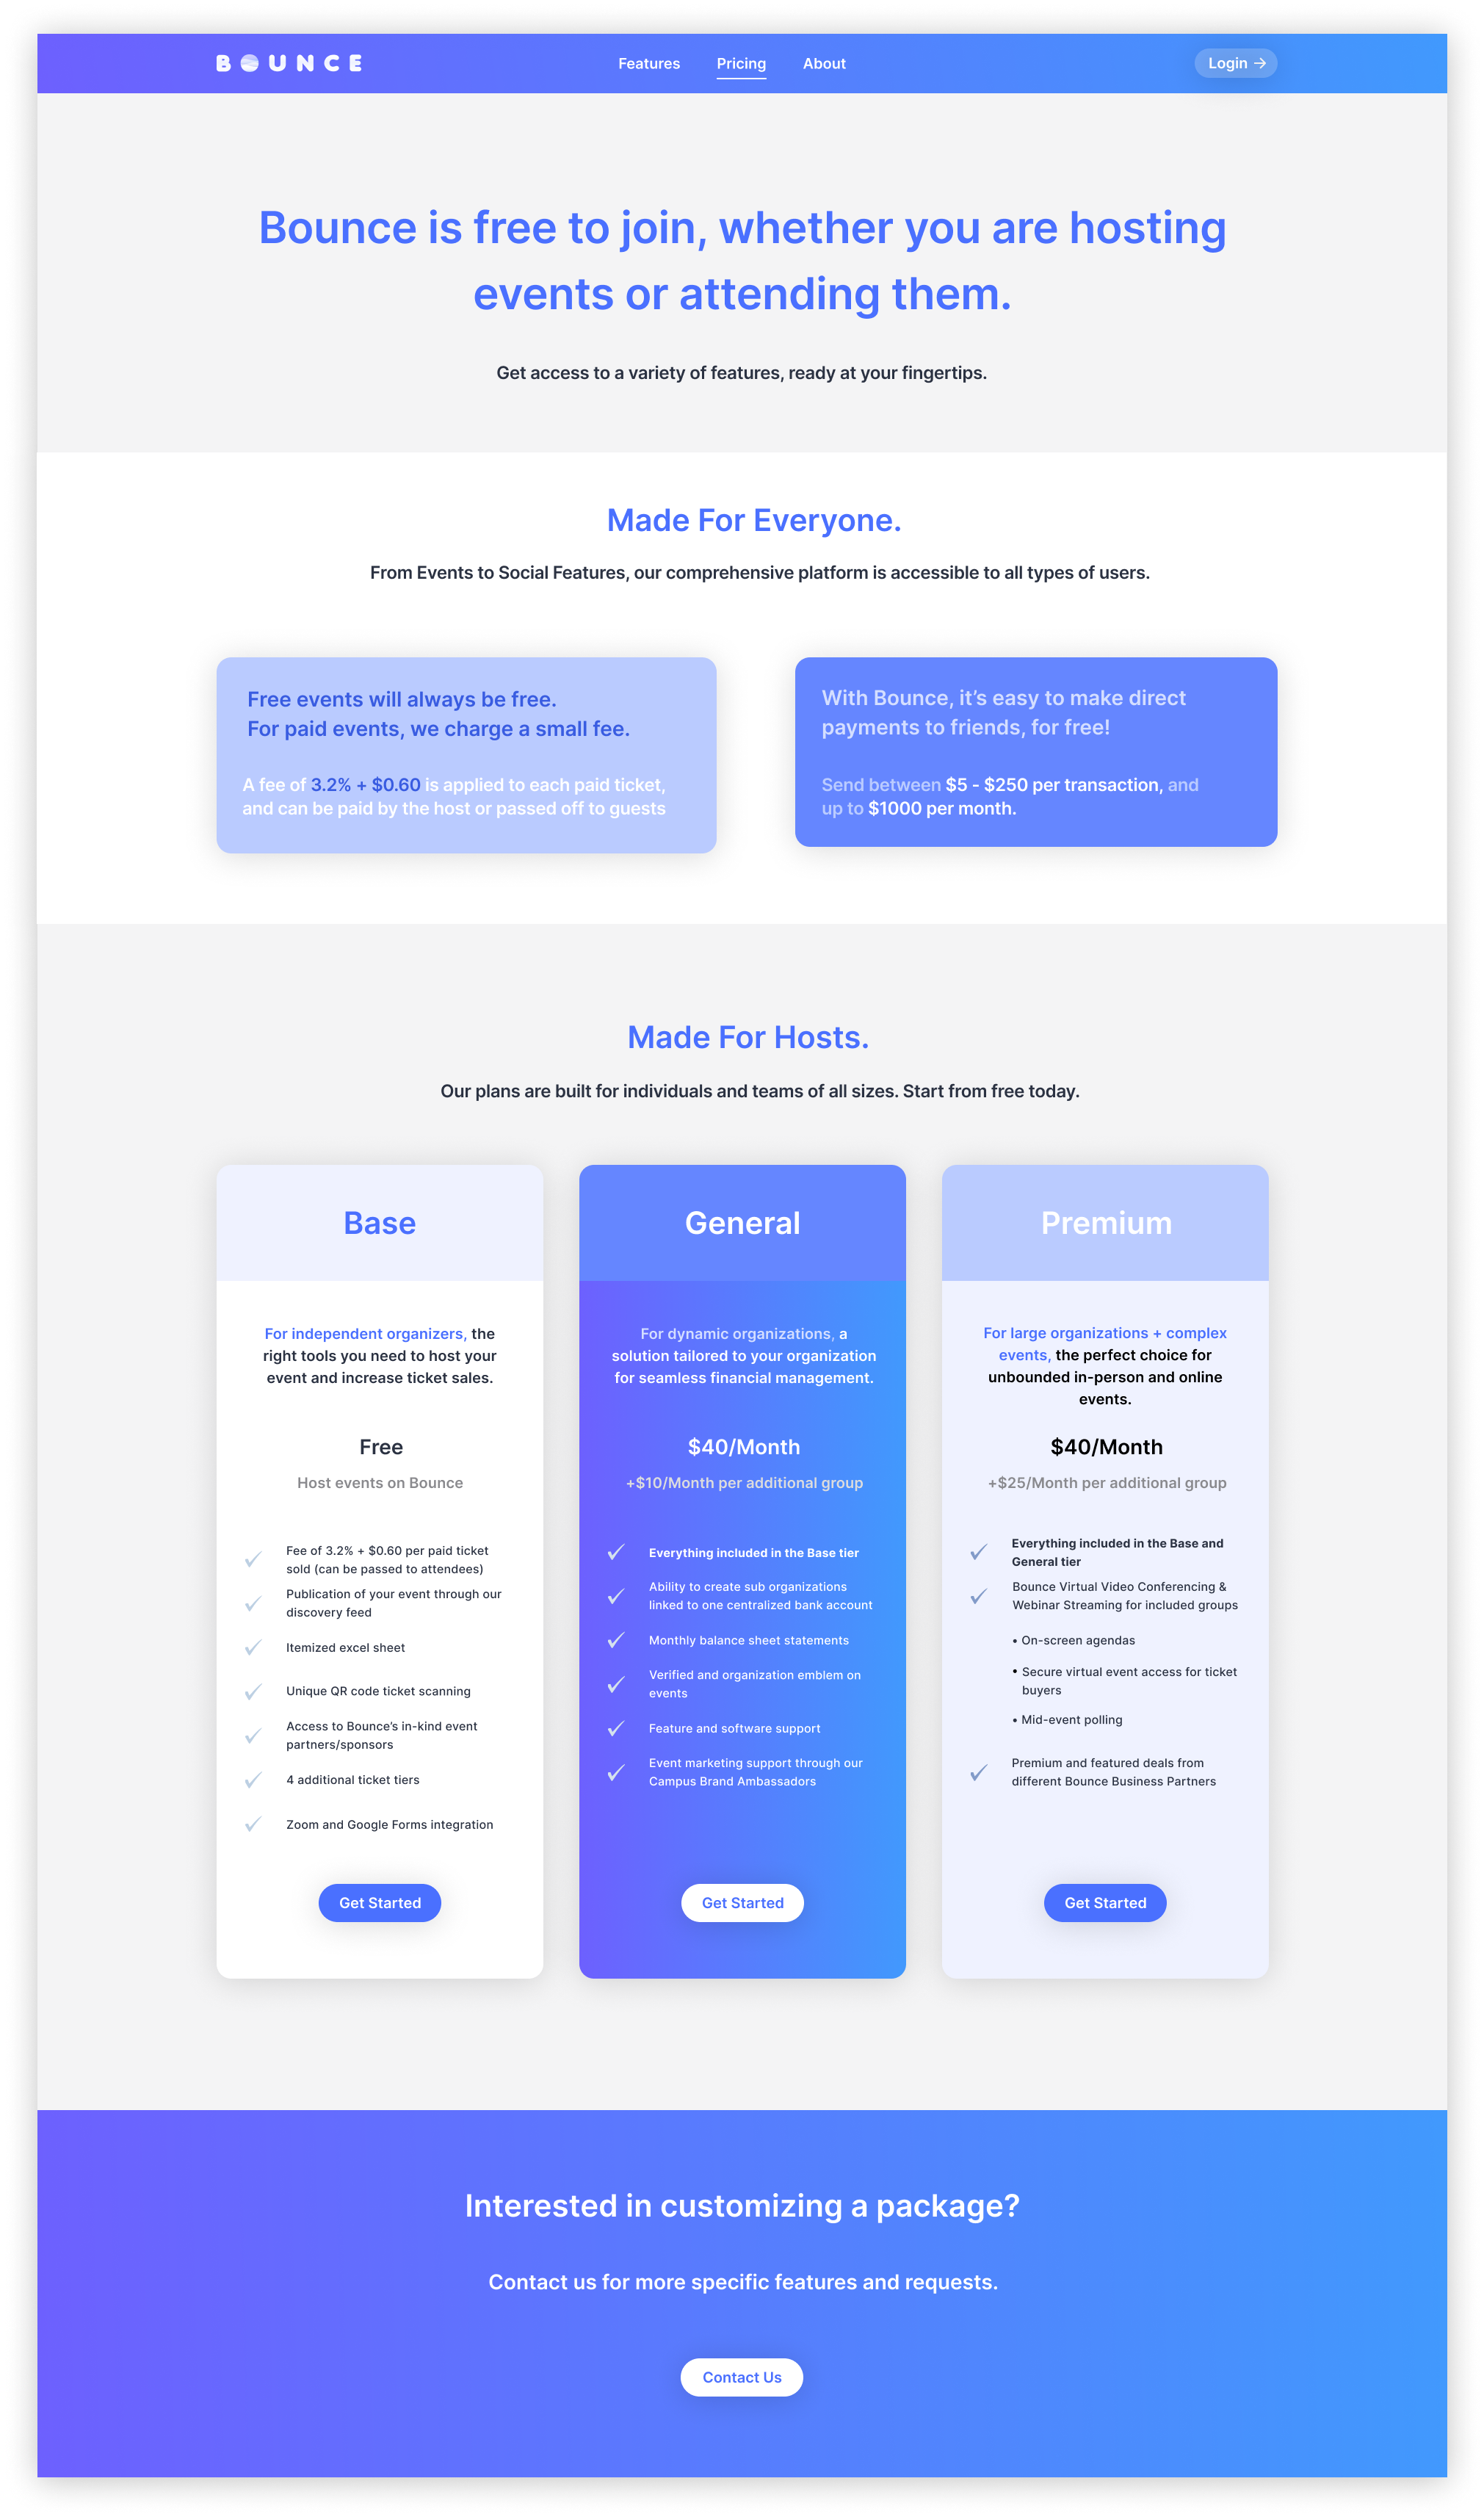 BOUNCE
Features Pricing About
Login →
Bounce is free to join, whether you are hosting
events or attending them.
Get access to a variety of features, ready at your fingertips.
Made For Everyone.
From Events to Social Features, our comprehensive platform is accessible to all types of users.
Free events will always be free.
For paid events, we charge a small fee.
A fee of 3.2% + $0.60 is applied to each paid ticket,
and can be paid by the host or passed off to guests
With Bounce, it’s easy to make direct
payments to friends, for free!
Send between $5 - $250 per transaction, and
up to $1000 per month.
Made For Hosts.
Our plans are built for individuals and teams of all sizes. Start from free today.
Base
For independent organizers, the
right tools you need to host your
event and increase ticket sales.
Free
Host events on Bounce
Fee of 3.2% + $0.60 per paid ticket
sold (can be passed to attendees)
Publication of your event through our
discovery feed
Itemized excel sheet
Unique QR code ticket scanning
Access to Bounce’s in-kind event
partners/sponsors
4 additional ticket tiers
Zoom and Google Forms integration
Get Started
General
For dynamic organizations, a
solution tailored to your organization
for seamless financial management.
$40/Month
+$10/Month per additional group
Everything included in the Base tier
Ability to create sub organizations
linked to one centralized bank account
Monthly balance sheet statements
Verified and organization emblem on
events
Feature and software support
Event marketing support through our
Campus Brand Ambassadors
Get Started
Premium
For large organizations + complex
events, the perfect choice for
unbounded in-person and online
events.
$40/Month
+$25/Month per additional group
Everything included in the Base and
General tier
Bounce Virtual Video Conferencing &
Webinar Streaming for included groups
• On-screen agendas
• Secure virtual event access for ticket
buyers
• Mid-event polling
Premium and featured deals from
different Bounce Business Partners
Get Started
Interested in customizing a package?
Contact us for more specific features and requests.
Contact Us